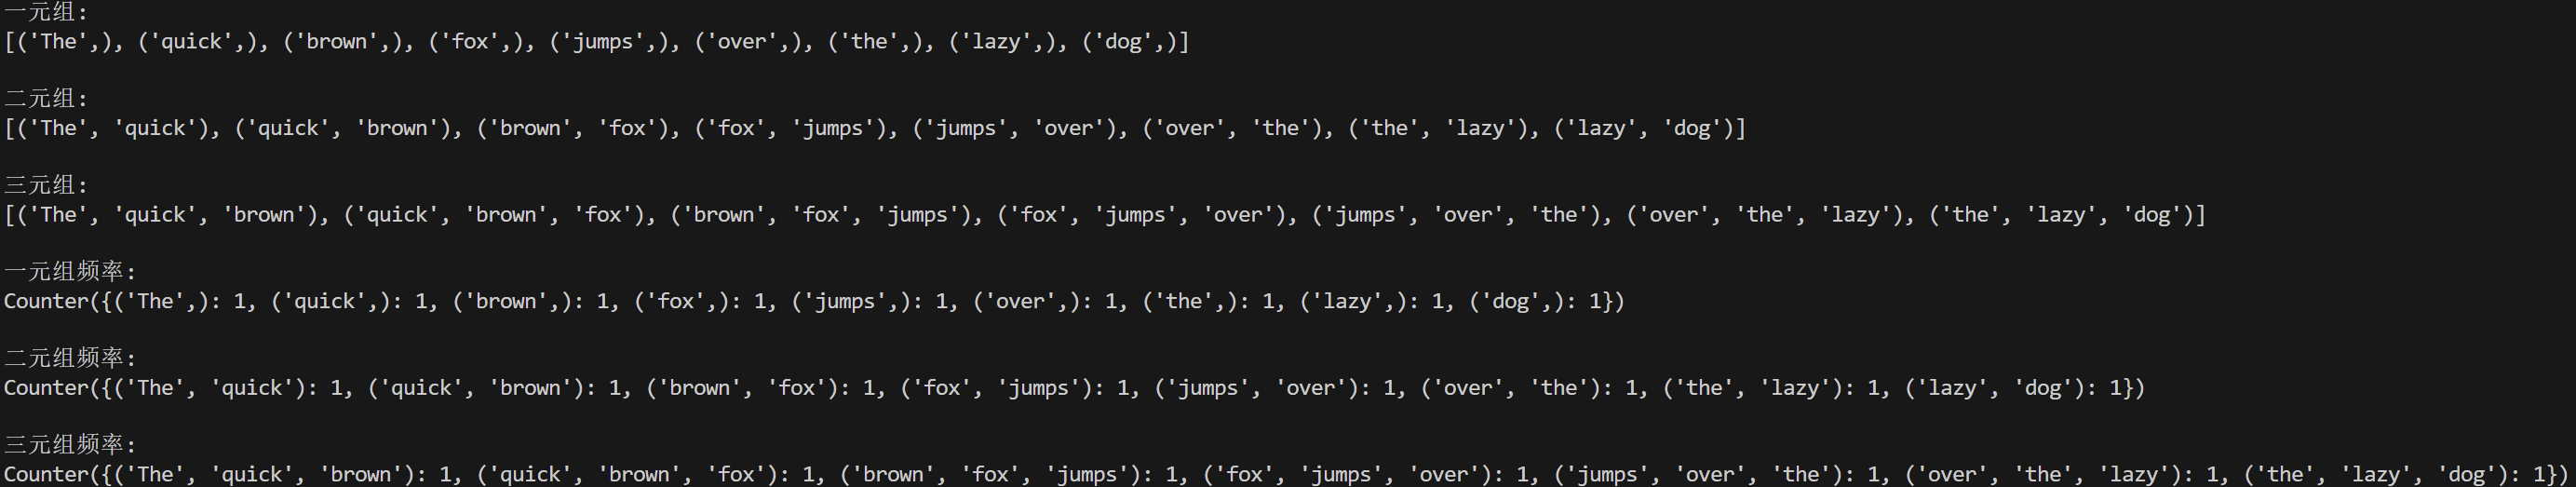 一元组:
[('The',), ('quick',), ('brown',), ('fox',), ('jumps',), ('over',), ('the',), ('lazy',), ('dog',)]
二元组:
[('The', 'quick'), ('quick', 'brown'), ('brown', 'fox'), ('fox', 'jumps'), ('jumps', 'over'), ('over', 'the'), ('the', 'lazy'), ('lazy', 'dog')]
三元组:
[('The', 'quick', 'brown'), ('quick', 'brown', 'fox'), ('brown', 'fox', 'jumps'), ('fox', 'jumps', 'over'), ('jumps', 'over', 'the'), ('over', 'the', 'lazy'), ('the', 'lazy', 'dog')]
一元组频率:
Counter({('The',): 1, ('quick',): 1, ('brown',): 1, ('fox',): 1, ('jumps',): 1, ('over',): 1, ('the',): 1, ('lazy',): 1, ('dog',): 1})
二元组频率:
Counter({('The', 'quick'): 1, ('quick', 'brown'): 1, ('brown', 'fox'): 1, ('fox', 'jumps'): 1, ('jumps', 'over'): 1, ('over', 'the'): 1, ('the', 'lazy'): 1, ('lazy', 'dog'): 1})
三元组频率:
Counter({('The', 'quick', 'brown'): 1, ('quick', 'brown', 'fox'): 1, ('brown', 'fox', 'jumps'): 1, ('fox', 'jumps', 'over'): 1, ('jumps', 'over', 'the'): 1, ('over', 'the', 'lazy'): 1, ('the', 'lazy', 'dog'): 1})